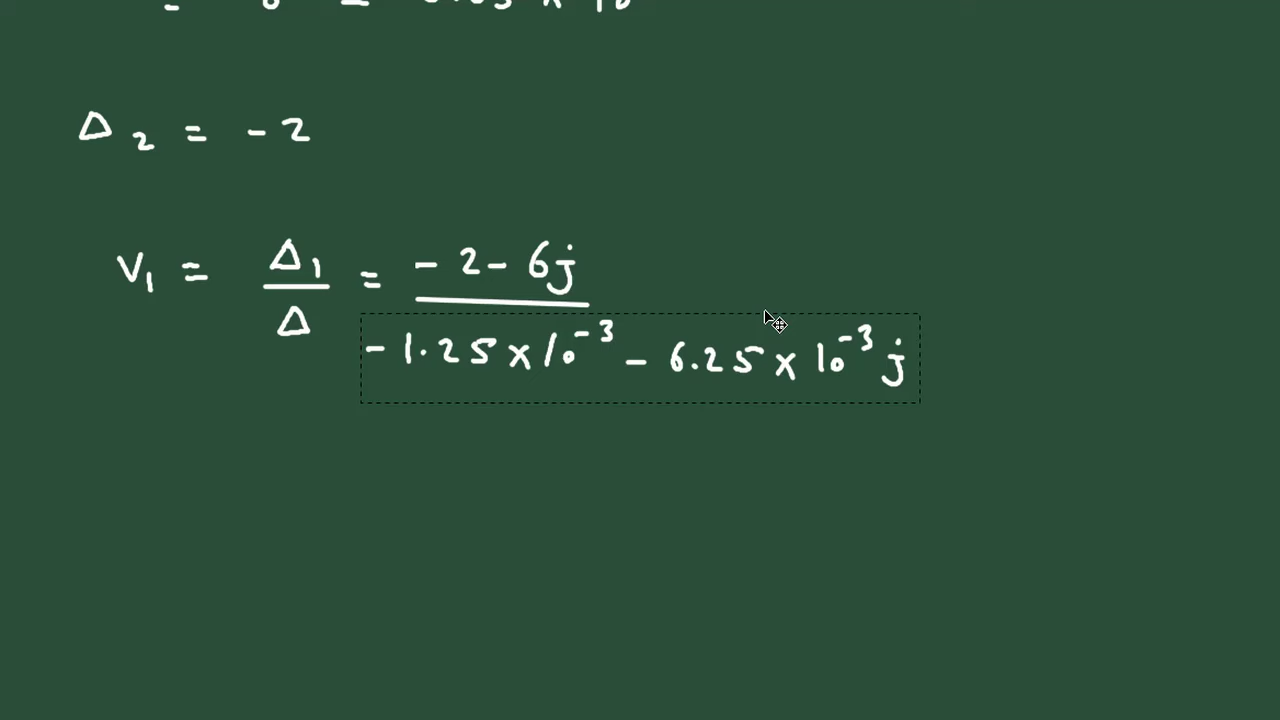 Δ₂ = - 2
V₁ = Δ₁ / Δ = - 2 - 6j / - 1.25 × 10⁻³ - 6.25 × 10⁻³ j